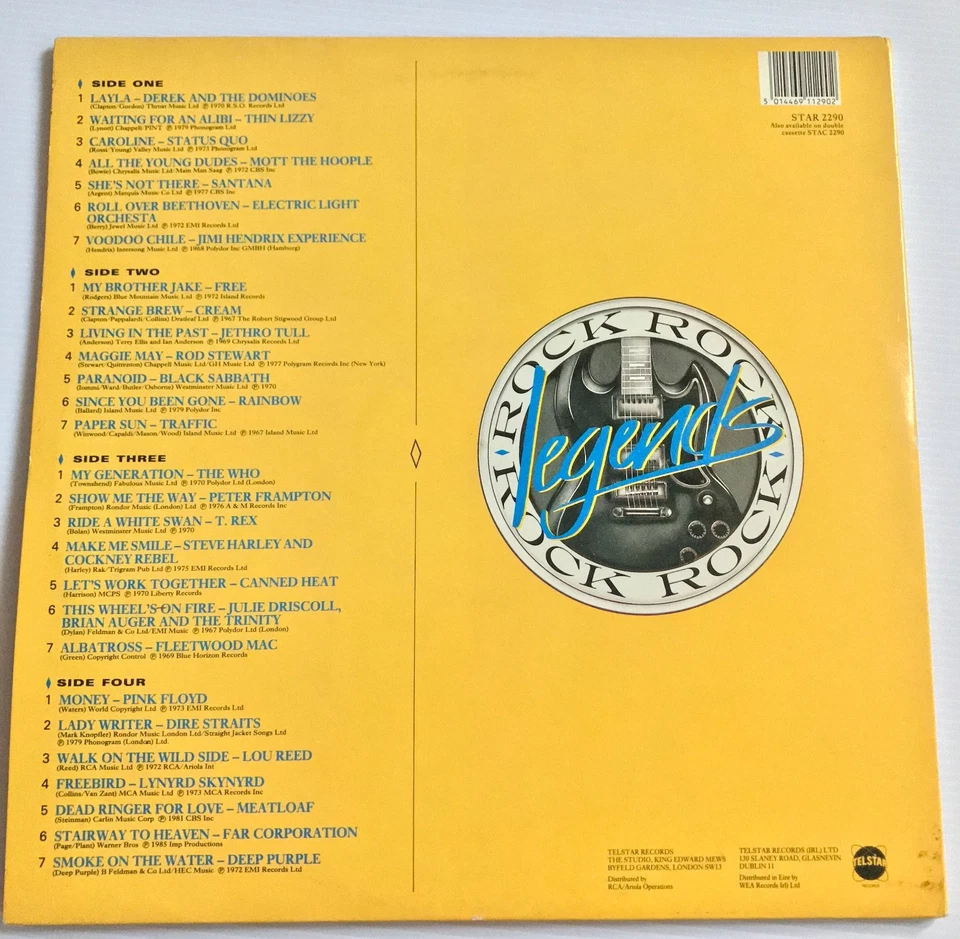 SIDE ONE
1 LAYLA – DEREK AND THE DOMINOES
(Clapton/Gordon) Throat Music Ltd ℗ 1970 R.S.O. Records Ltd
2 WAITING FOR AN ALIBI – THIN LIZZY
(Lynott) Chappell/PINT ℗ 1979 Phonogram Ltd
3 CAROLINE – STATUS QUO
(Rossi/Young) Valley Music Ltd ℗ 1973 Phonogram Ltd
4 ALL THE YOUNG DUDES – MOTT THE HOOPLE
(Bowie) Chrysalis Music Ltd/Main Man Saag ℗ 1972 CBS Inc
5 SHE'S NOT THERE – SANTANA
(Argent) Marquis Music Co Ltd ℗ 1977 CBS Inc
6 ROLL OVER BEETHOVEN – ELECTRIC LIGHT
ORCHESTA
(Berry) Jewel Music Ltd ℗ 1972 EMI Records Ltd
7 VOODOO CHILE – JIMI HENDRIX EXPERIENCE
(Hendrix) Intersong Music Ltd ℗ 1968 Polydor Inc GMBH (Hamburg)
SIDE TWO
1 MY BROTHER JAKE – FREE
(Rodgers) Blue Mountain Music Ltd ℗ 1972 Island Records
2 STRANGE BREW – CREAM
(Clapton/Pappalardi/Collins) Dratleaf Ltd ℗ 1967 The Robert Stigwood Group Ltd
3 LIVING IN THE PAST – JETHRO TULL
(Anderson) Terry Ellis and Ian Anderson ℗ 1969 Chrysalis Records Ltd
4 MAGGIE MAY – ROD STEWART
(Stewart/Quittenton) Chappell Music Ltd/GH Music Ltd ℗ 1977 Polygram Records Inc (New York)
5 PARANOID – BLACK SABBATH
(Iommi/Ward/Butler/Osborne) Westminster Music Ltd ℗ 1970
6 SINCE YOU BEEN GONE – RAINBOW
(Ballard) Island Music Ltd ℗ 1979 Polydor Inc
7 PAPER SUN – TRAFFIC
(Winwood/Capaldi/Mason/Wood) Island Music Ltd ℗ 1967 Island Music Ltd
SIDE THREE
1 MY GENERATION – THE WHO
(Townshend) Fabulous Music Ltd ℗ 1970 Polydor Ltd (London)
2 SHOW ME THE WAY – PETER FRAMPTON
(Frampton) Rondor Music (London) Ltd ℗ 1976 A & M Records Inc
3 RIDE A WHITE SWAN – T. REX
(Bolan) Westminster Music Ltd ℗ 1970
4 MAKE ME SMILE – STEVE HARLEY AND
COCKNEY REBEL
(Harley) Rak/Trigram Pub Ltd ℗ 1975 EMI Records Ltd
5 LET'S WORK TOGETHER – CANNED HEAT
(Harrison) MCPS ℗ 1970 Liberty Records
6 THIS WHEEL'S ON FIRE – JULIE DRISCOLL,
BRIAN AUGER AND THE TRINITY
(Dylan) Feldman & Co Ltd/EMI Music ℗ 1967 Polydor Ltd (London)
7 ALBATROSS – FLEETWOOD MAC
(Green) Copyright Control ℗ 1969 Blue Horizon Records
SIDE FOUR
1 MONEY – PINK FLOYD
(Waters) World Copyright Ltd ℗ 1973 EMI Records Ltd
2 LADY WRITER – DIRE STRAITS
(Mark Knopfler) Rondor Music London Ltd/Straight Jacket Songs Ltd
℗ 1979 Phonogram (London) Ltd.
3 WALK ON THE WILD SIDE – LOU REED
(Reed) RCA Music Ltd ℗ 1972 RCA/Ariola Int
4 FREEBIRD – LYNYRD SKYNYRD
(Collins/Van Zant) MCA Music Ltd ℗ 1973 MCA Records Inc
5 DEAD RINGER FOR LOVE – MEATLOAF
(Steinman) Carlin Music Corp ℗ 1981 CBS Inc
6 STAIRWAY TO HEAVEN – FAR CORPORATION
(Page/Plant) Warner Bros ℗ 1985 Imp Productions
7 SMOKE ON THE WATER – DEEP PURPLE
(Deep Purple) B Feldman & Co Ltd/HEC Music ℗ 1972 EMI Records Ltd
5 014469 112902
STAR 2290
Also available on double
cassette STAC 2290
ROCK ROCK
legends
ROCK ROCK
TELSTAR RECORDS
THE STUDIO, KING EDWARD MEWS
BYFELD GARDENS, LONDON SW13
Distributed by
RCA/Ariola Operations
TELSTAR RECORDS (IRL) LTD
130 SLANEY ROAD, GLASNEVIN
DUBLIN 11
Distributed in Eire by
WEA Records Irl) Ltd
TELSTAR
RECORDS